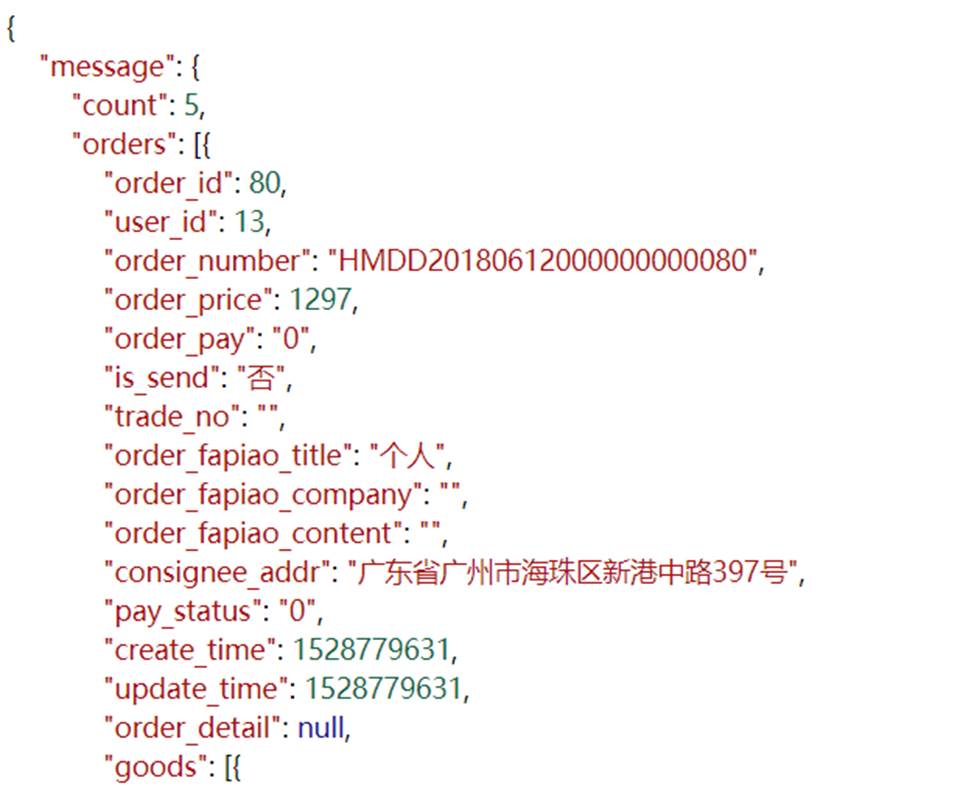 {
"message": {
"count": 5,
"orders": [{
"order_id": 80,
"user_id": 13,
"order_number": "HMDD20180612000000000080",
"order_price": 1297,
"order_pay": "0",
"is_send": "否",
"trade_no": "",
"order_fapiao_title": "个人",
"order_fapiao_company": "",
"order_fapiao_content": "",
"consignee_addr": "广东省广州市海珠区新港中路397号",
"pay_status": "0",
"create_time": 1528779631,
"update_time": 1528779631,
"order_detail": null,
"goods": [{